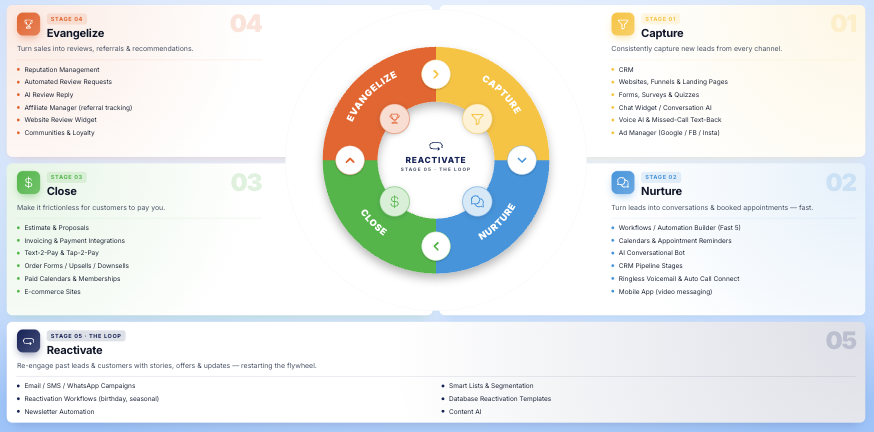 STAGE 04
Evangelize
04
Turn sales into reviews, referrals & recommendations.
Reputation Management
Automated Review Requests
AI Review Reply
Affiliate Manager (referral tracking)
Website Review Widget
Communities & Loyalty
STAGE 01
Capture
01
Consistently capture new leads from every channel.
CRM
Websites, Funnels & Landing Pages
Forms, Surveys & Quizzes
Chat Widget / Conversation AI
Voice AI & Missed-Call Text-Back
Ad Manager (Google / FB / Insta)
EVANGELIZE
CAPTURE
REACTIVATE
STAGE 05 · THE LOOP
CLOSE
NURTURE
STAGE 03
Close
03
Make it frictionless for customers to pay you.
Estimate & Proposals
Invoicing & Payment Integrations
Text-2-Pay & Tap-2-Pay
Order Forms / Upsells / Downsells
Paid Calendars & Memberships
E-commerce Sites
STAGE 02
Nurture
02
Turn leads into conversations & booked appointments — fast.
Workflows / Automation Builder (Fast 5)
Calendars & Appointment Reminders
AI Conversational Bot
CRM Pipeline Stages
Ringless Voicemail & Auto Call Connect
Mobile App (video messaging)
STAGE 05 · THE LOOP
Reactivate
05
Re-engage past leads & customers with stories, offers & updates — restarting the flywheel.
Email / SMS / WhatsApp Campaigns
Reactivation Workflows (birthday, seasonal)
Newsletter Automation
Smart Lists & Segmentation
Database Reactivation Templates
Content AI